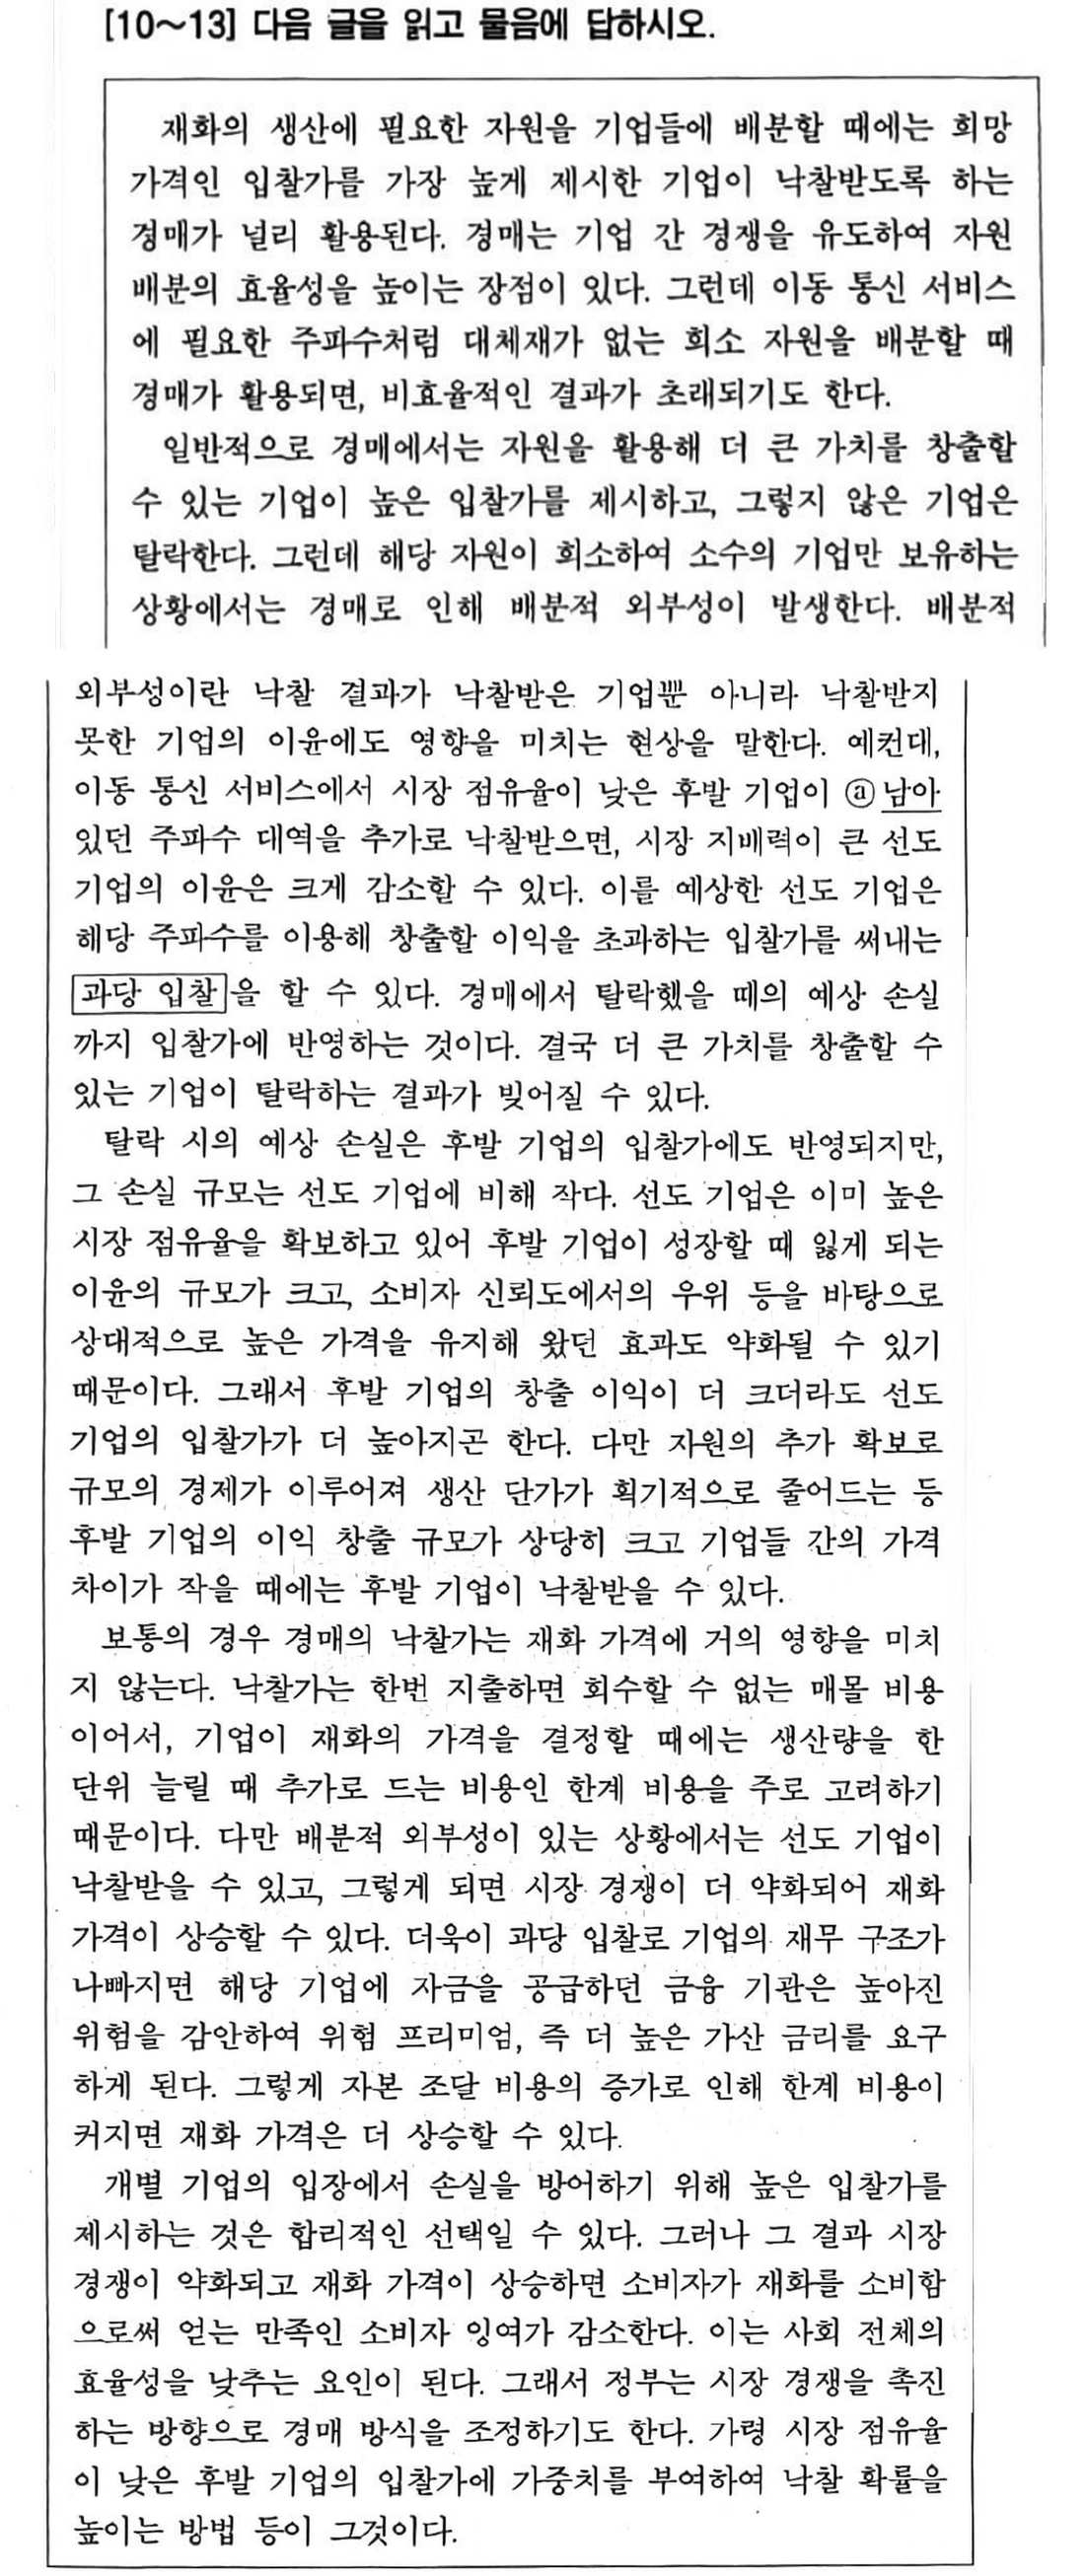 [10~13] 다음 글을 읽고 물음에 답하시오.
재화의 생산에 필요한 자원을 기업들에 배분할 때에는 희망
가격인 입찰가를 가장 높게 제시한 기업이 낙찰받도록 하는
경매가 널리 활용된다. 경매는 기업 간 경쟁을 유도하여 자원
배분의 효율성을 높이는 장점이 있다. 그런데 이동 통신 서비스
에 필요한 주파수처럼 대체재가 없는 희소 자원을 배분할 때
경매가 활용되면, 비효율적인 결과가 초래되기도 한다.
일반적으로 경매에서는 자원을 활용해 더 큰 가치를 창출할
수 있는 기업이 높은 입찰가를 제시하고, 그렇지 않은 기업은
탈락한다. 그런데 해당 자원이 희소하여 소수의 기업만 보유하는
상황에서는 경매로 인해 배분적 외부성이 발생한다. 배분적
외부성이란 낙찰 결과가 낙찰받은 기업뿐 아니라 낙찰받지
못한 기업의 이윤에도 영향을 미치는 현상을 말한다. 예컨대,
이동 통신 서비스에서 시장 점유율이 낮은 후발 기업이 ⓐ남아
있던 주파수 대역을 추가로 낙찰받으면, 시장 지배력이 큰 선도
기업의 이윤은 크게 감소할 수 있다. 이를 예상한 선도 기업은
해당 주파수를 이용해 창출할 이익을 초과하는 입찰가를 써내는
과당 입찰을 할 수 있다. 경매에서 탈락했을 때의 예상 손실
까지 입찰가에 반영하는 것이다. 결국 더 큰 가치를 창출할 수
있는 기업이 탈락하는 결과가 빚어질 수 있다.
탈락 시의 예상 손실은 후발 기업의 입찰가에도 반영되지만,
그 손실 규모는 선도 기업에 비해 작다. 선도 기업은 이미 높은
시장 점유율을 확보하고 있어 후발 기업이 성장할 때 잃게 되는
이윤의 규모가 크고, 소비자 신뢰도에서의 우위 등을 바탕으로
상대적으로 높은 가격을 유지해 왔던 효과도 약화될 수 있기
때문이다. 그래서 후발 기업의 창출 이익이 더 크더라도 선도
기업의 입찰가가 더 높아지곤 한다. 다만 자원의 추가 확보로
규모의 경제가 이루어져 생산 단가가 획기적으로 줄어드는 등
후발 기업의 이익 창출 규모가 상당히 크고 기업들 간의 가격
차이가 작을 때에는 후발 기업이 낙찰받을 수 있다.
보통의 경우 경매의 낙찰가는 재화 가격에 거의 영향을 미치
지 않는다. 낙찰가는 한번 지출하면 회수할 수 없는 매몰 비용
이어서, 기업이 재화의 가격을 결정할 때에는 생산량을 한
단위 늘릴 때 추가로 드는 비용인 한계 비용을 주로 고려하기
때문이다. 다만 배분적 외부성이 있는 상황에서는 선도 기업이
낙찰받을 수 있고, 그렇게 되면 시장 경쟁이 더 약화되어 재화
가격이 상승할 수 있다. 더욱이 과당 입찰로 기업의 재무 구조가
나빠지면 해당 기업에 자금을 공급하던 금융 기관은 높아진
위험을 감안하여 위험 프리미엄, 즉 더 높은 가산 금리를 요구
하게 된다. 그렇게 자본 조달 비용의 증가로 인해 한계 비용이
커지면 재화 가격은 더 상승할 수 있다.
개별 기업의 입장에서 손실을 방어하기 위해 높은 입찰가를
제시하는 것은 합리적인 선택일 수 있다. 그러나 그 결과 시장
경쟁이 약화되고 재화 가격이 상승하면 소비자가 재화를 소비함
으로써 얻는 만족인 소비자 잉여가 감소한다. 이는 사회 전체의
효율성을 낮추는 요인이 된다. 그래서 정부는 시장 경쟁을 촉진
하는 방향으로 경매 방식을 조정하기도 한다. 가령 시장 점유율
이 낮은 후발 기업의 입찰가에 가중치를 부여하여 낙찰 확률을
높이는 방법 등이 그것이다.